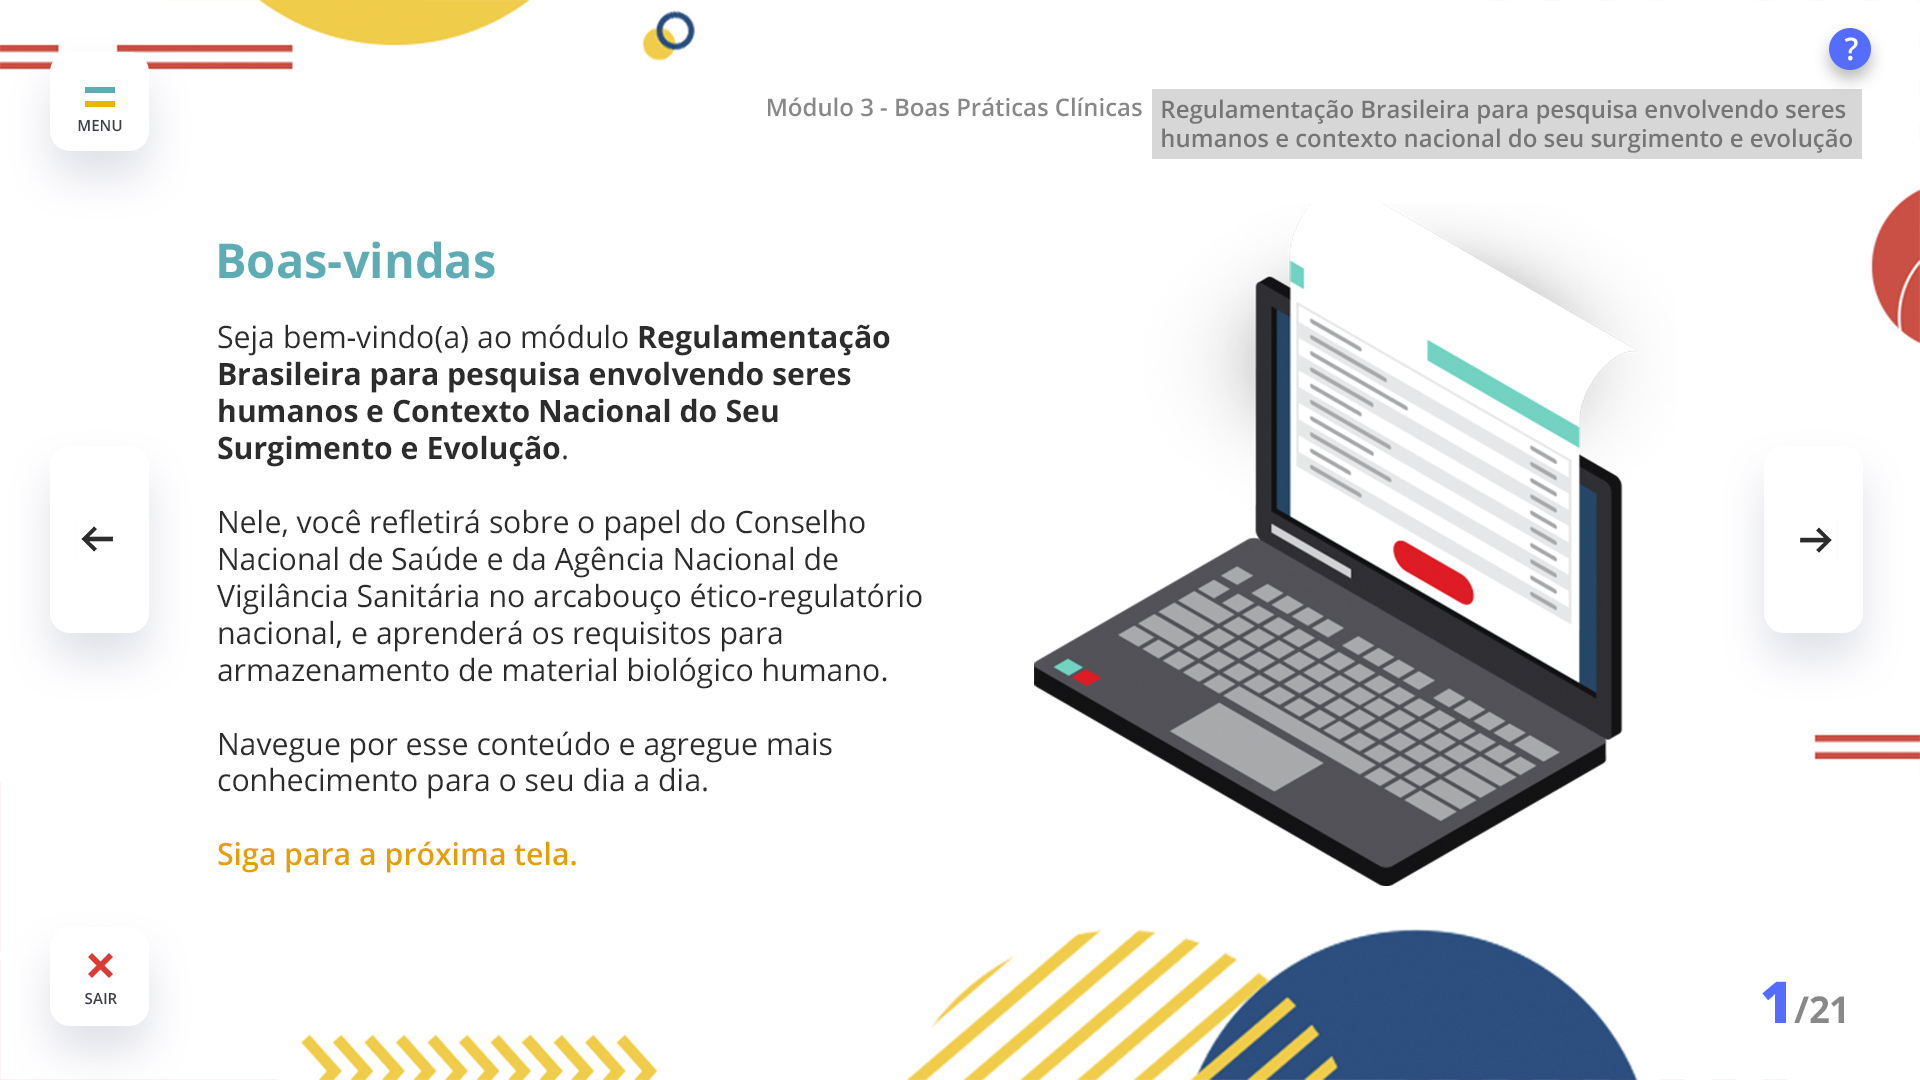 ?
MENU
Módulo 3 - Boas Práticas Clínicas
Regulamentação Brasileira para pesquisa envolvendo seres
humanos e contexto nacional do seu surgimento e evolução
Boas-vindas
Seja bem-vindo(a) ao módulo Regulamentação
Brasileira para pesquisa envolvendo seres
humanos e Contexto Nacional do Seu
Surgimento e Evolução.
Nele, você refletirá sobre o papel do Conselho
Nacional de Saúde e da Agência Nacional de
Vigilância Sanitária no arcabouço ético-regulatório
nacional, e aprenderá os requisitos para
armazenamento de material biológico humano.
Navegue por esse conteúdo e agregue mais
conhecimento para o seu dia a dia.
Siga para a próxima tela.
SAIR
1/21